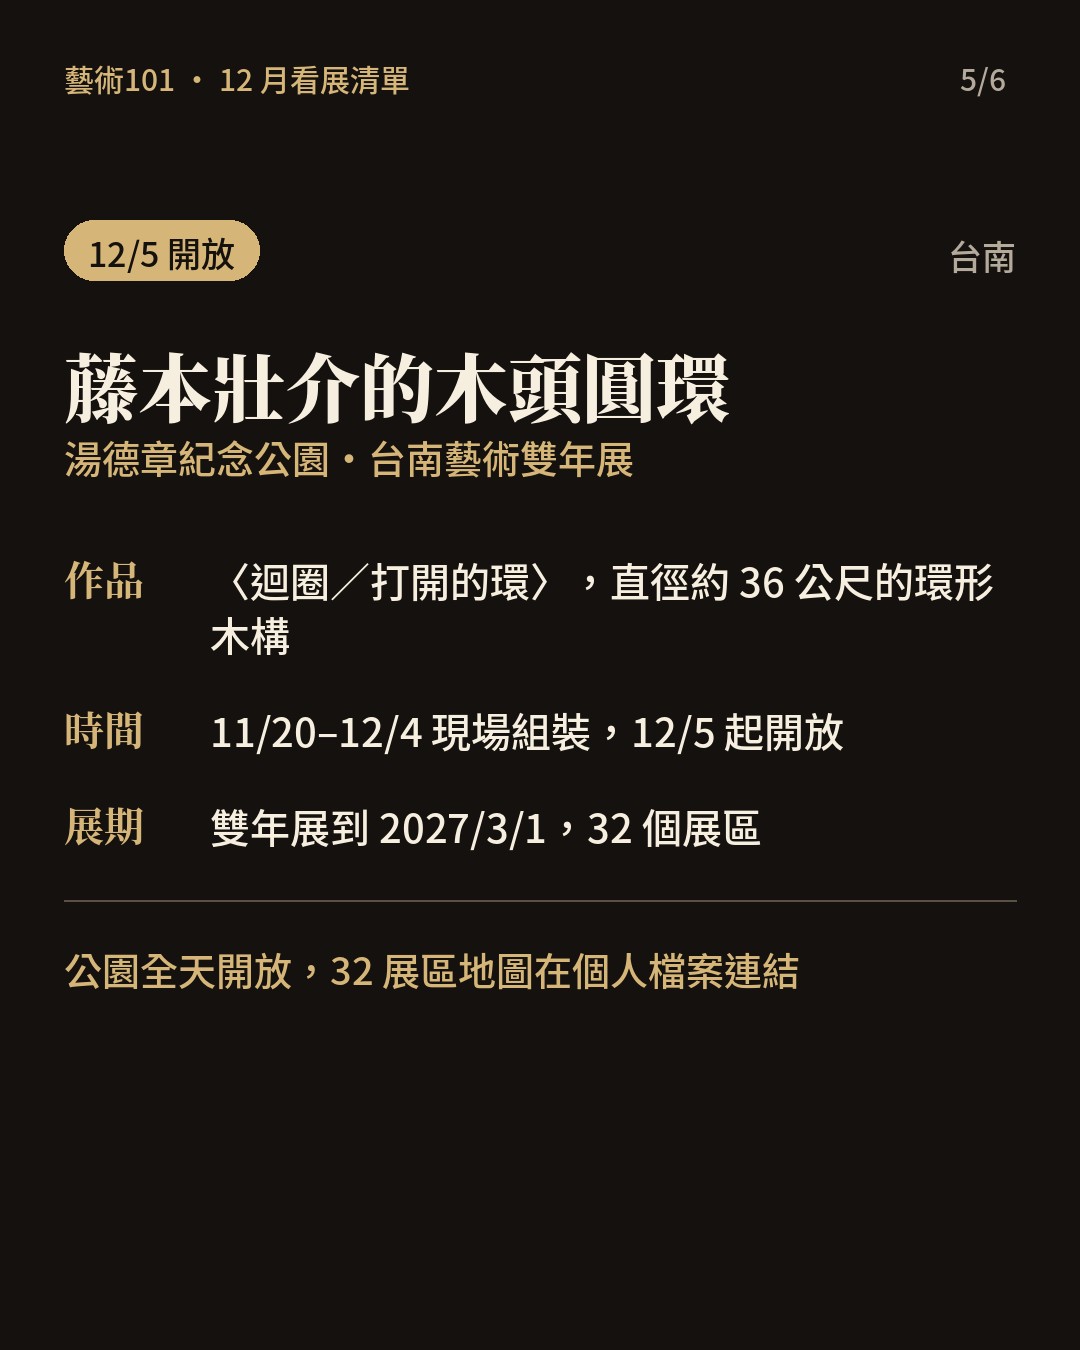 藝術101 • 12 月看展清單
5/6
12/5 開放
台南
藤本壯介的木頭圓環
湯德章紀念公園・台南藝術雙年展
作品 〈迴圈／打開的環〉，直徑約 36 公尺的環形
木構
時間 11/20–12/4 現場組裝，12/5 起開放
展期 雙年展到 2027/3/1，32 個展區
公園全天開放，32 展區地圖在個人檔案連結